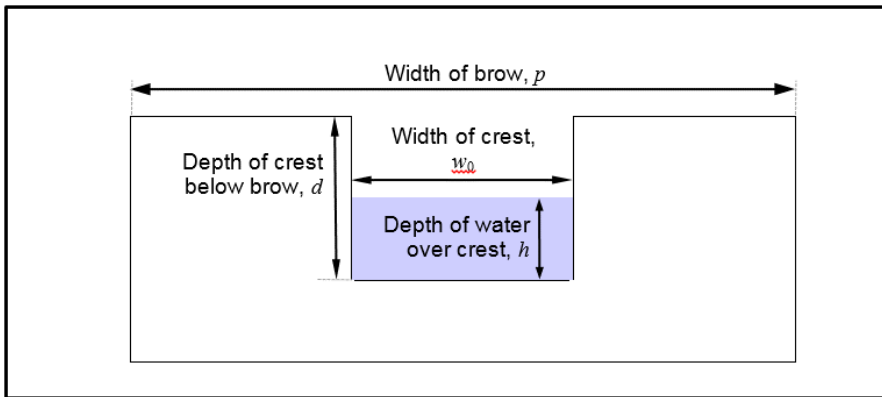 Width of brow, p
Width of crest,
w0
Depth of crest
below brow, d
Depth of water
over crest, h